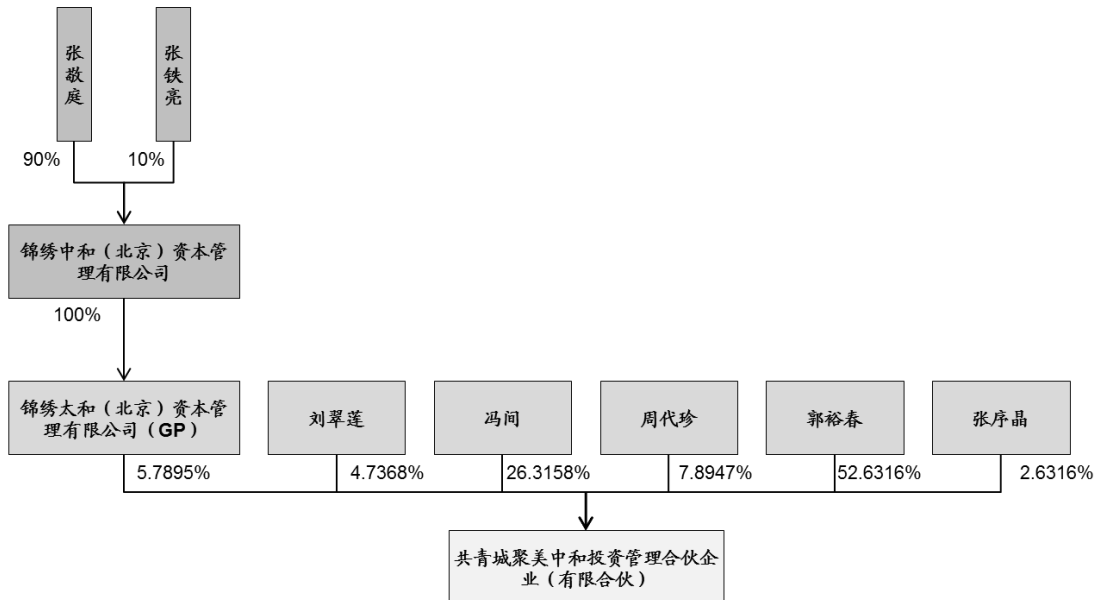 张敬庭
张铁亮
90%
10%
锦绣中和（北京）资本管
理有限公司
100%
锦绣太和（北京）资本管
理有限公司（GP）
刘翠莲
冯间
周代珍
郭裕春
张序晶
5.7895%
4.7368%
26.3158%
7.8947%
52.6316%
2.6316%
共青城聚美中和投资管理合伙企
业（有限合伙）